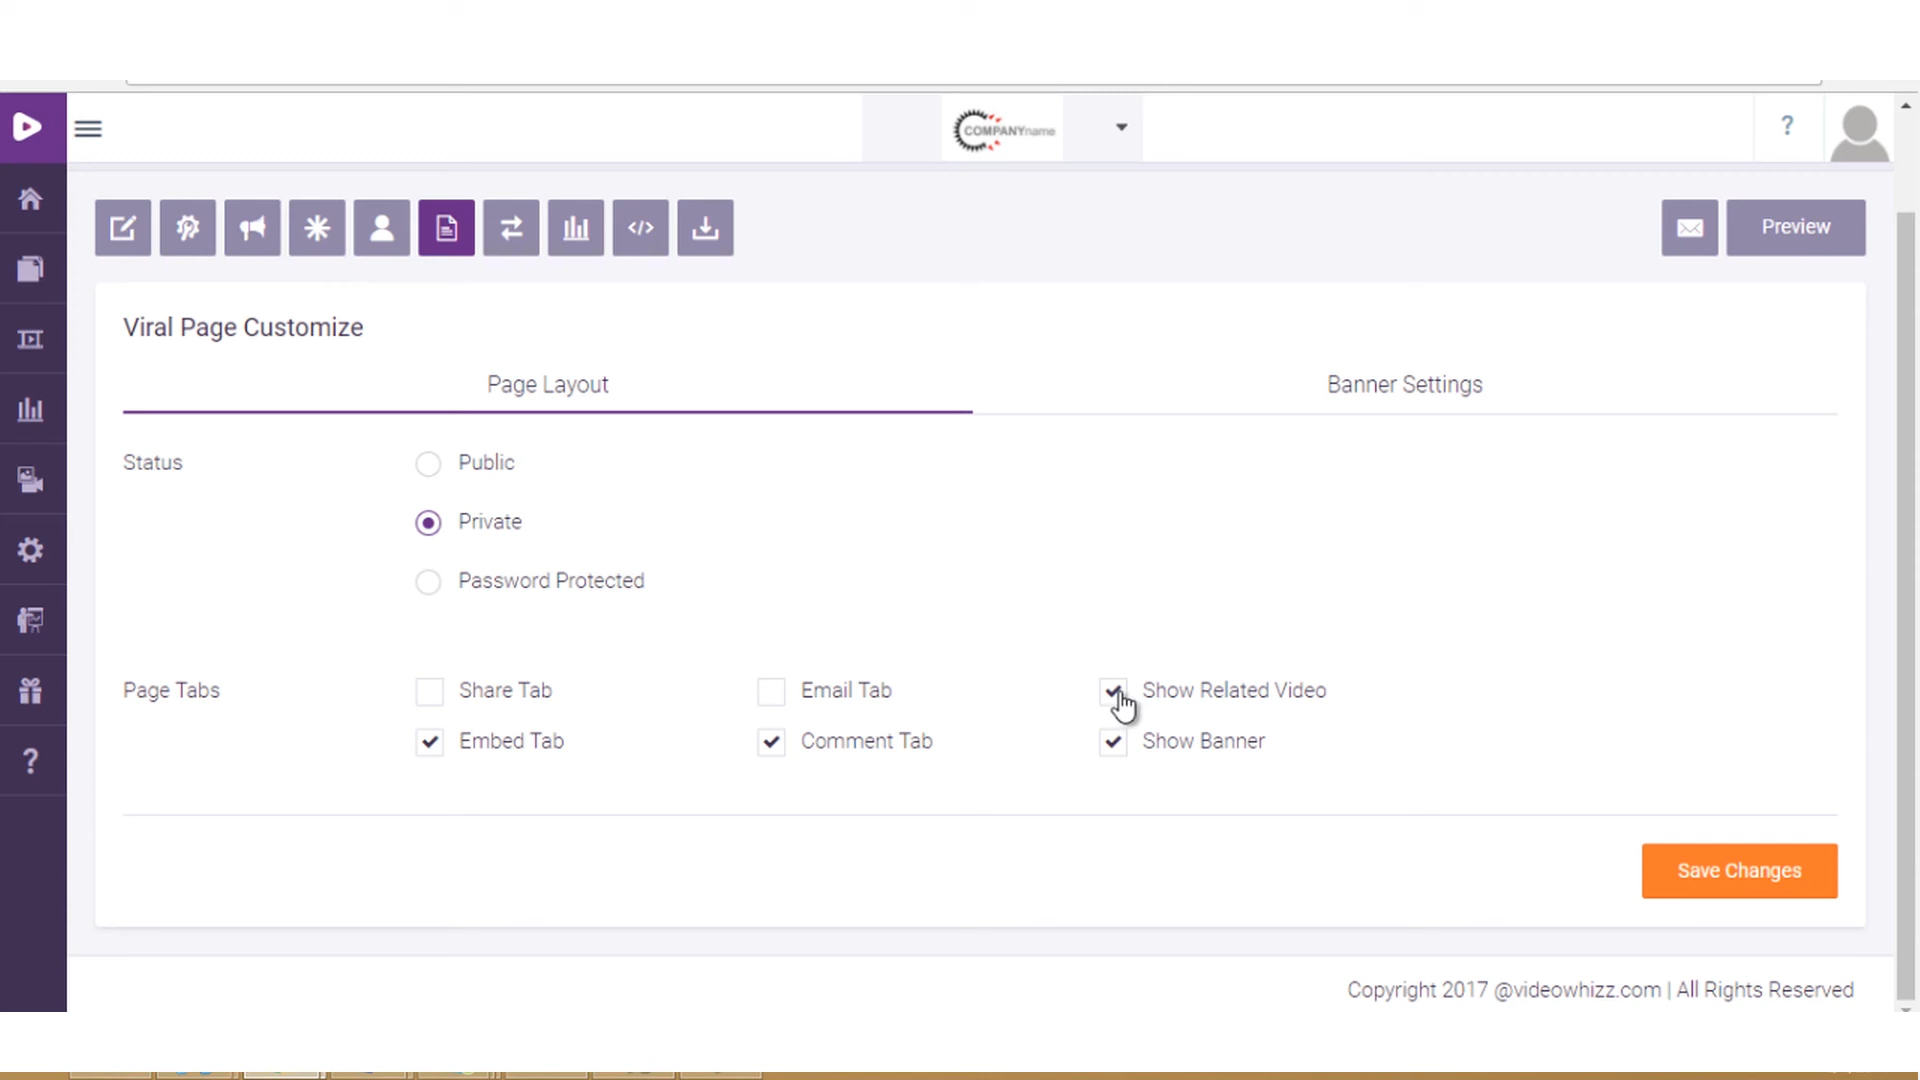 COMPANYname
?
Preview
Viral Page Customize
Page Layout
Banner Settings
Status
Public
Private
Password Protected
Page Tabs
Share Tab
Email Tab
Show Related Video
Embed Tab
Comment Tab
Show Banner
?
Save Changes
Copyright 2017 @videowhizz.com | All Rights Reserved